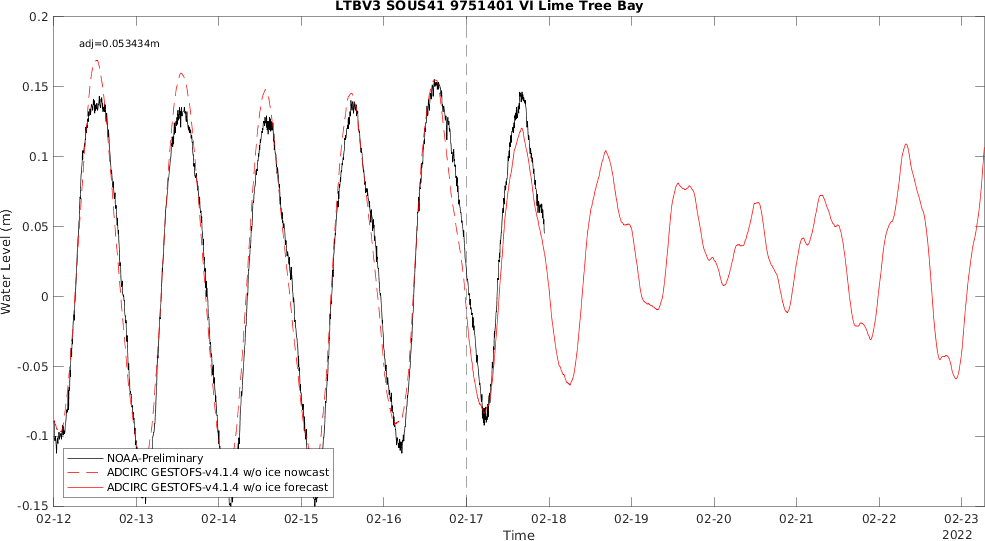 LTBV3 SOUS41 9751401 VI Lime Tree Bay
adj=0.053434m
0.2
0.15
0.1
0.05
0
-0.05
-0.1
-0.15
Water Level (m)
NOAA-Preliminary
ADCIRC GESTOFS-v4.1.4 w/o ice nowcast
ADCIRC GESTOFS-v4.1.4 w/o ice forecast
02-12 02-13 02-14 02-15 02-16 02-17 02-18 02-19 02-20 02-21 02-22 02-23
2022
Time